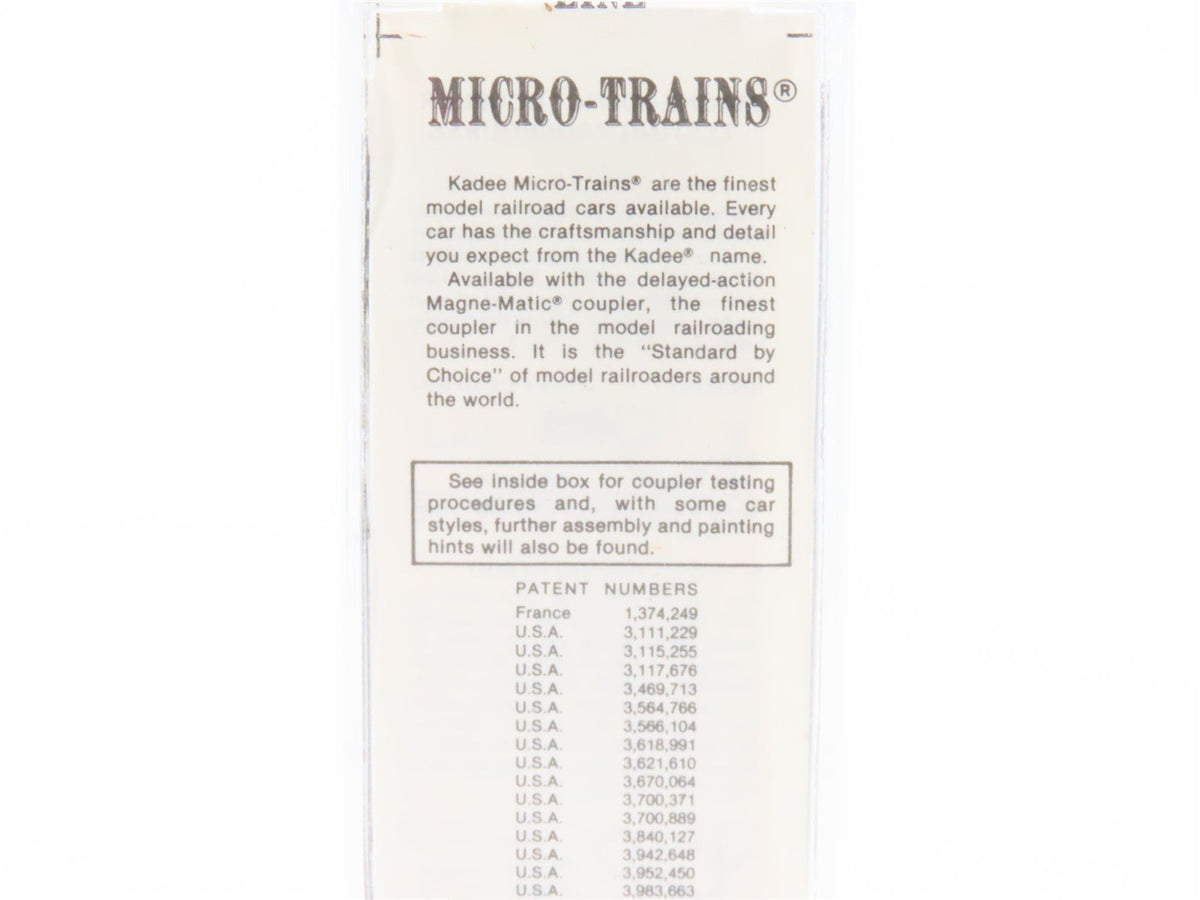 LINE
MICRO-TRAINS®
Kadee Micro-Trains® are the finest
model railroad cars available. Every
car has the craftsmanship and detail
you expect from the Kadee® name.
Available with the delayed-action
Magne-Matic® coupler, the finest
coupler in the model railroading
business. It is the "Standard by
Choice" of model railroaders around
the world.
See inside box for coupler testing
procedures and, with some car
styles, further assembly and painting
hints will also be found.
PATENT NUMBERS
France 1,374,249
U.S.A. 3,111,229
U.S.A. 3,115,255
U.S.A. 3,117,676
U.S.A. 3,469,713
U.S.A. 3,564,766
U.S.A. 3,566,104
U.S.A. 3,618,991
U.S.A. 3,621,610
U.S.A. 3,670,064
U.S.A. 3,700,371
U.S.A. 3,700,889
U.S.A. 3,840,127
U.S.A. 3,942,648
U.S.A. 3,952,450
U.S.A. 3,983,663